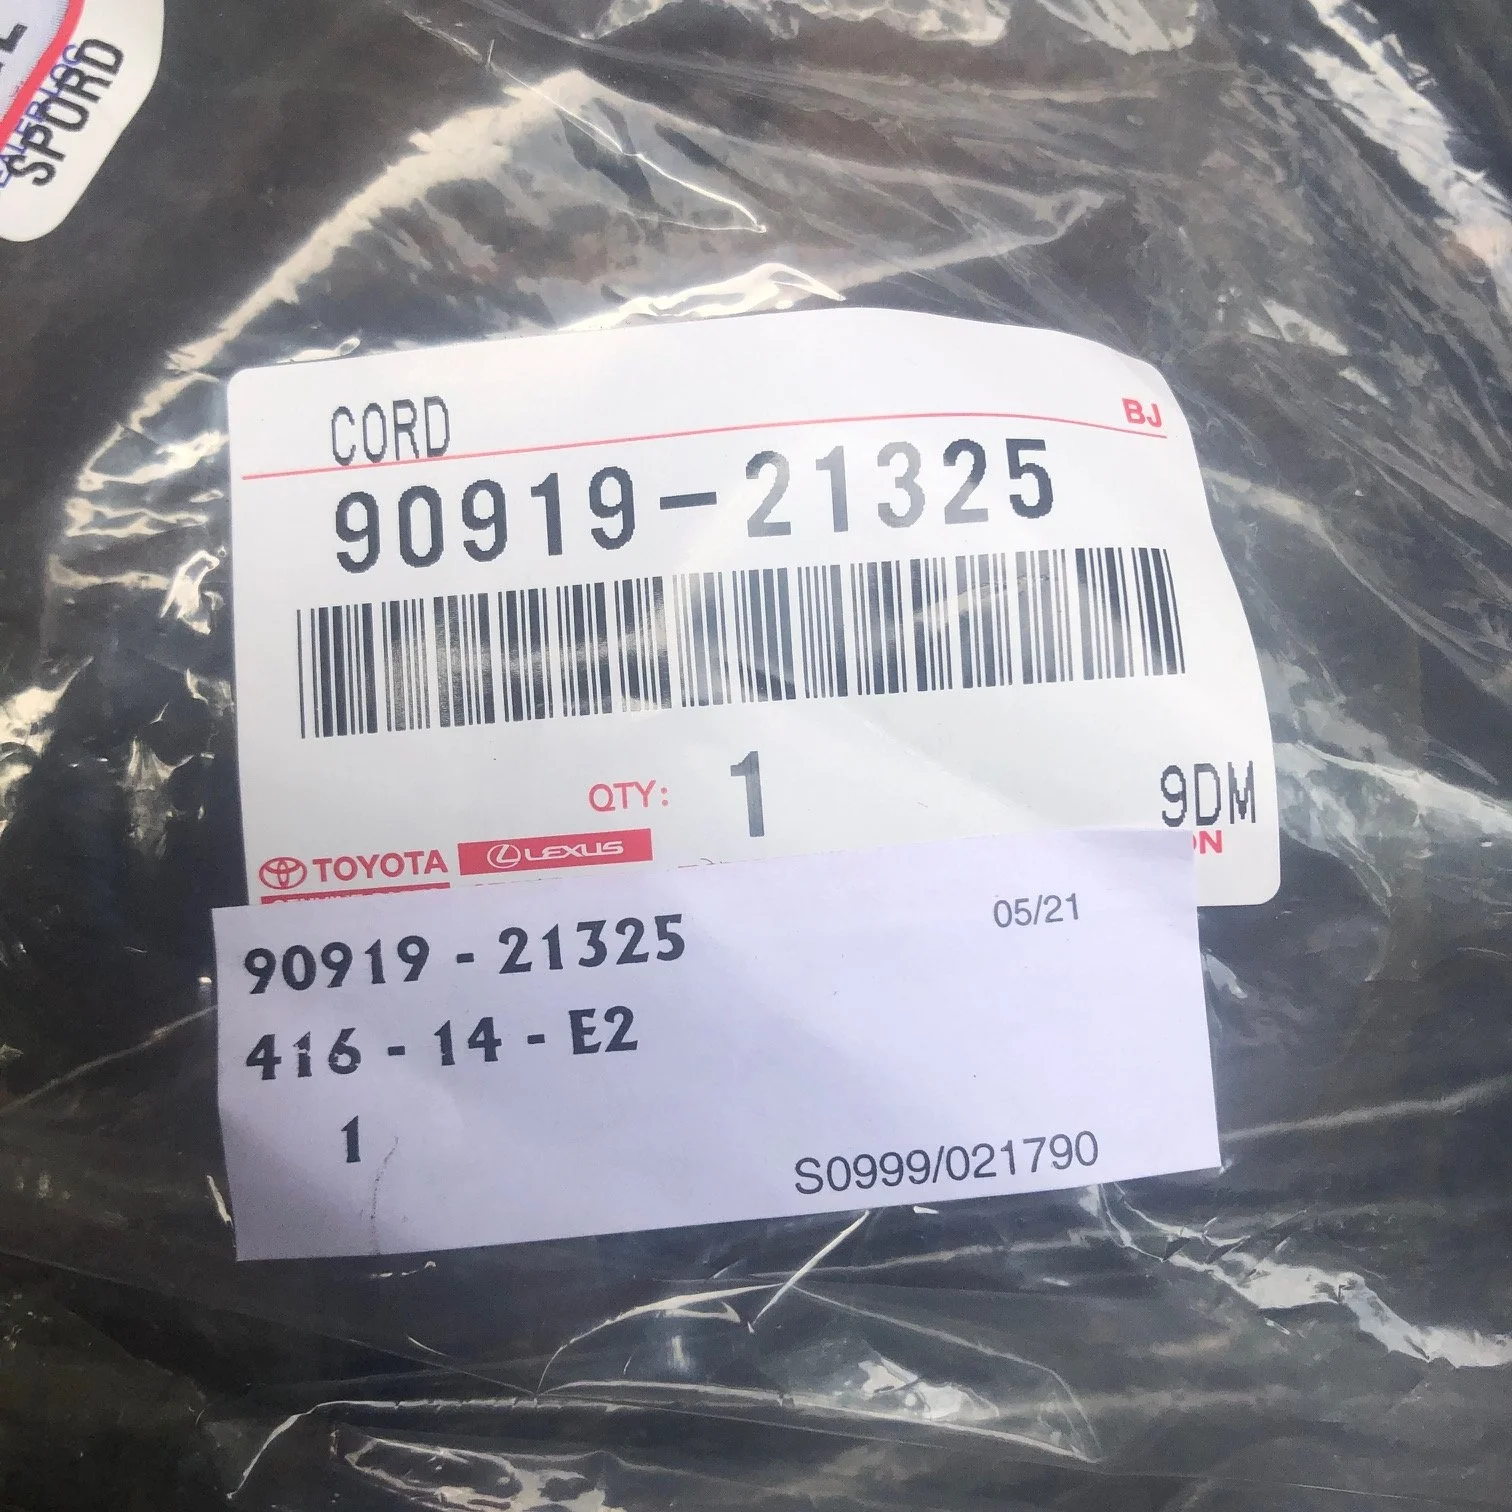 SPORD
CORD
BJ
90919-21325
QTY: 1
9DM
TOYOTA LEXUS
90919 - 21325
05/21
416 - 14 - E2
1
S0999/021790